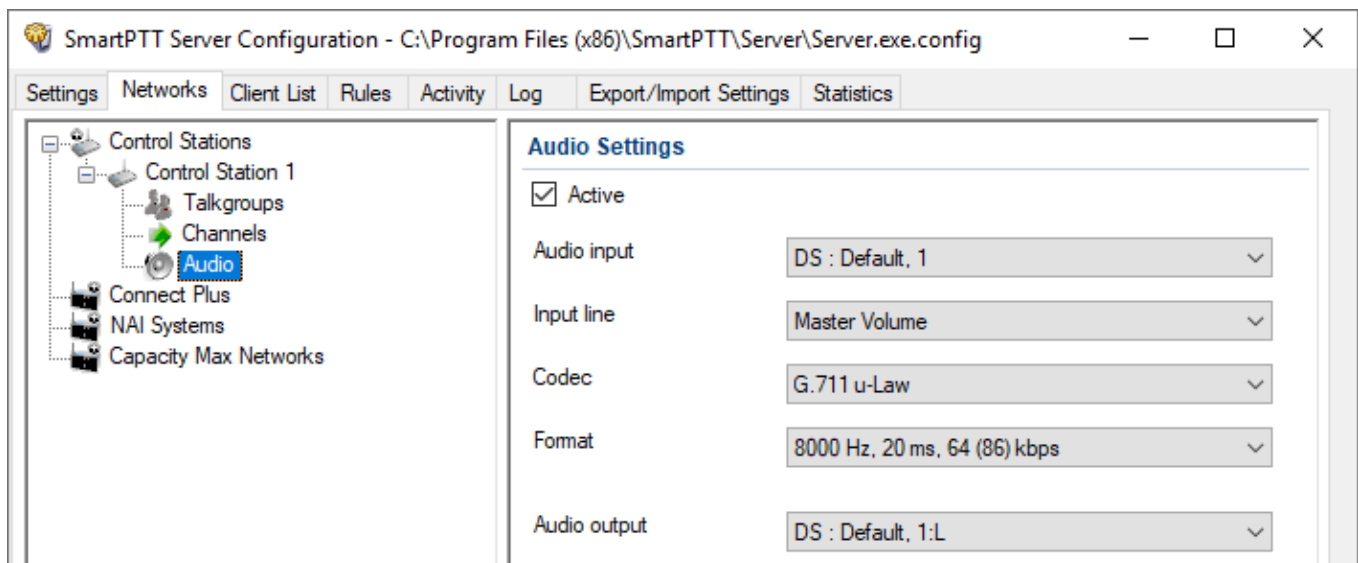 SmartPTT Server Configuration - C:\Program Files (x86)\SmartPTT\Server\Server.exe.config
Settings Networks Client List Rules Activity Log Export/Import Settings Statistics
Control Stations
Control Station 1
Talkgroups
Channels
Audio
Connect Plus
NAI Systems
Capacity Max Networks
Audio Settings
Active
Audio input DS : Default, 1
Input line Master Volume
Codec G.711 u-Law
Format 8000 Hz, 20 ms, 64 (86) kbps
Audio output DS : Default, 1:L